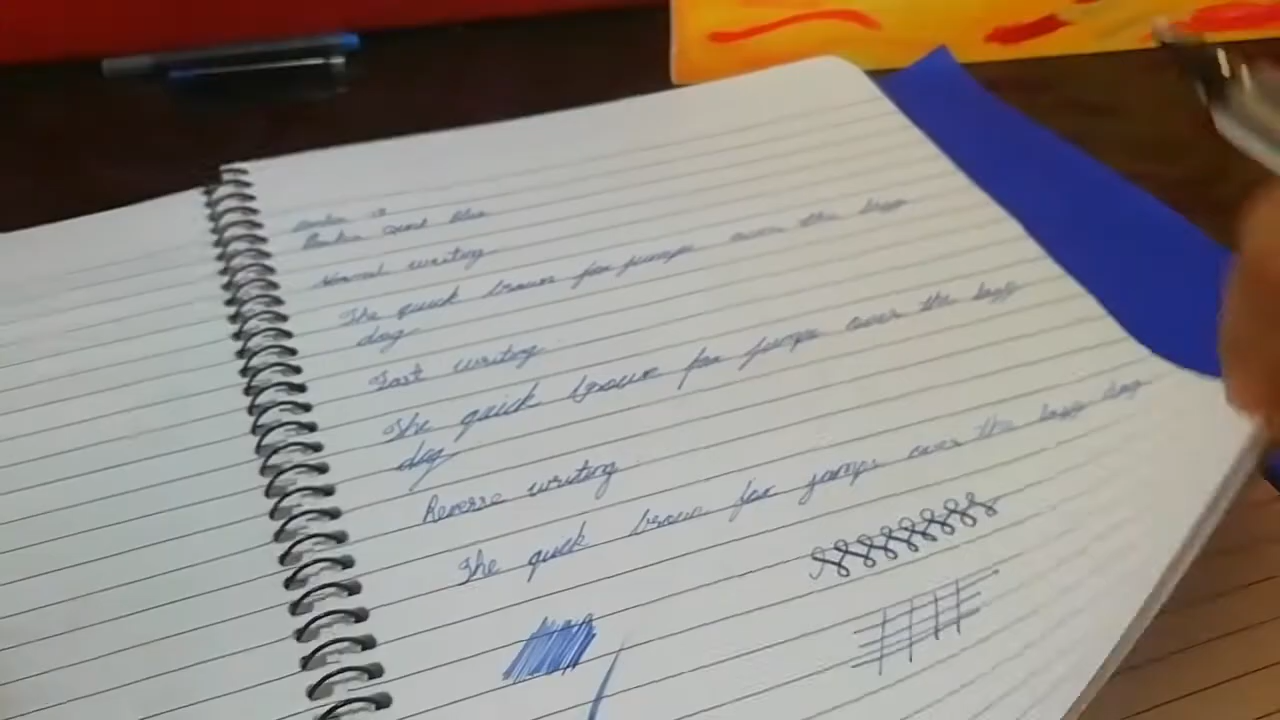 Normal writing
The quick brown fox jumps over the lazy
dog
Fast writing
The quick brown fox jumps over the lazy
dog
Reverse writing
The quick brown fox jumps over the lazy dog